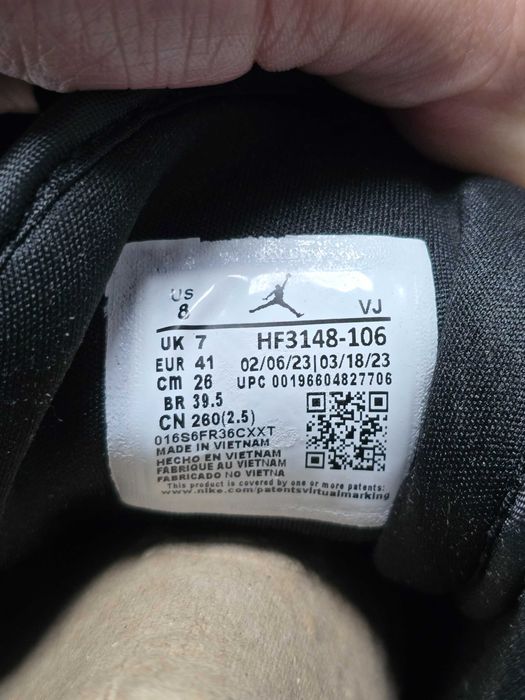 US
8
VJ
UK 7
HF3148-106
EUR 41
02/06/23|03/18/23
CM 26
UPC 00196604827706
BR 39.5
CN 260(2.5)
016S6FR36CXXT
MADE IN VIETNAM
HECHO EN VIETNAM
FABRIQUE AU VIETNAM
FABRICADO NO VIETNA
This product is covered by one or more patents:
www.nike.com/patentsvirtualmarking